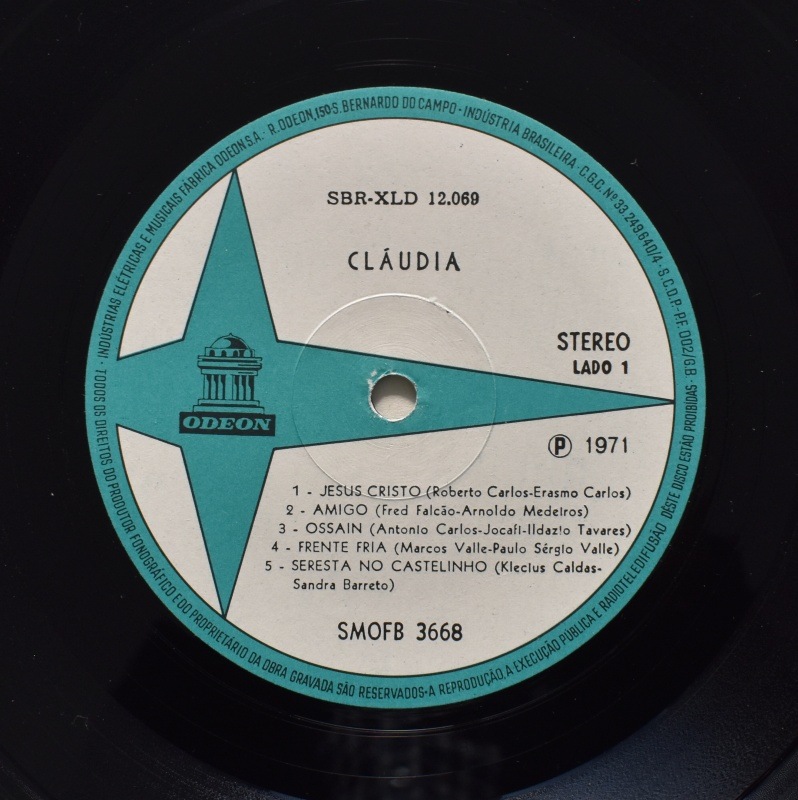 INDÚSTRIAS ELÉTRICAS E MUSICAIS FÁBRICA ODEON S.A. - R. ODEON, 150 S. BERNARDO DO CAMPO - INDÚSTRIA BRASILEIRA - C.G.C. Nº 33.249.640/4 - S.C.D.P.-P.F. 002/G.B
SBR-XLD 12.069
CLÁUDIA
STEREO
LADO 1
ODEON
P 1971
1 - JESUS CRISTO (Roberto Carlos-Erasmo Carlos)
2 - AMIGO (Fred Falcão-Arnoldo Medeiros)
3 - OSSAIN (Antonio Carlos-Jocafi-Ildazio Tavares)
4 - FRENTE FRIA (Marcos Valle-Paulo Sérgio Valle)
5 - SERESTA NO CASTELINHO (Klecius Caldas-
Sandra Barreto)
SMOFB 3668
TODOS OS DIREITOS DO PRODUTOR FONOGRÁFICO E DO PROPRIETÁRIO DA OBRA GRAVADA SÃO RESERVADOS-A REPRODUÇÃO, A EXECUÇÃO PÚBLICA E RADIOTELEDIFUSÃO DÊSTE DISCO ESTÃO PROIBIDAS -